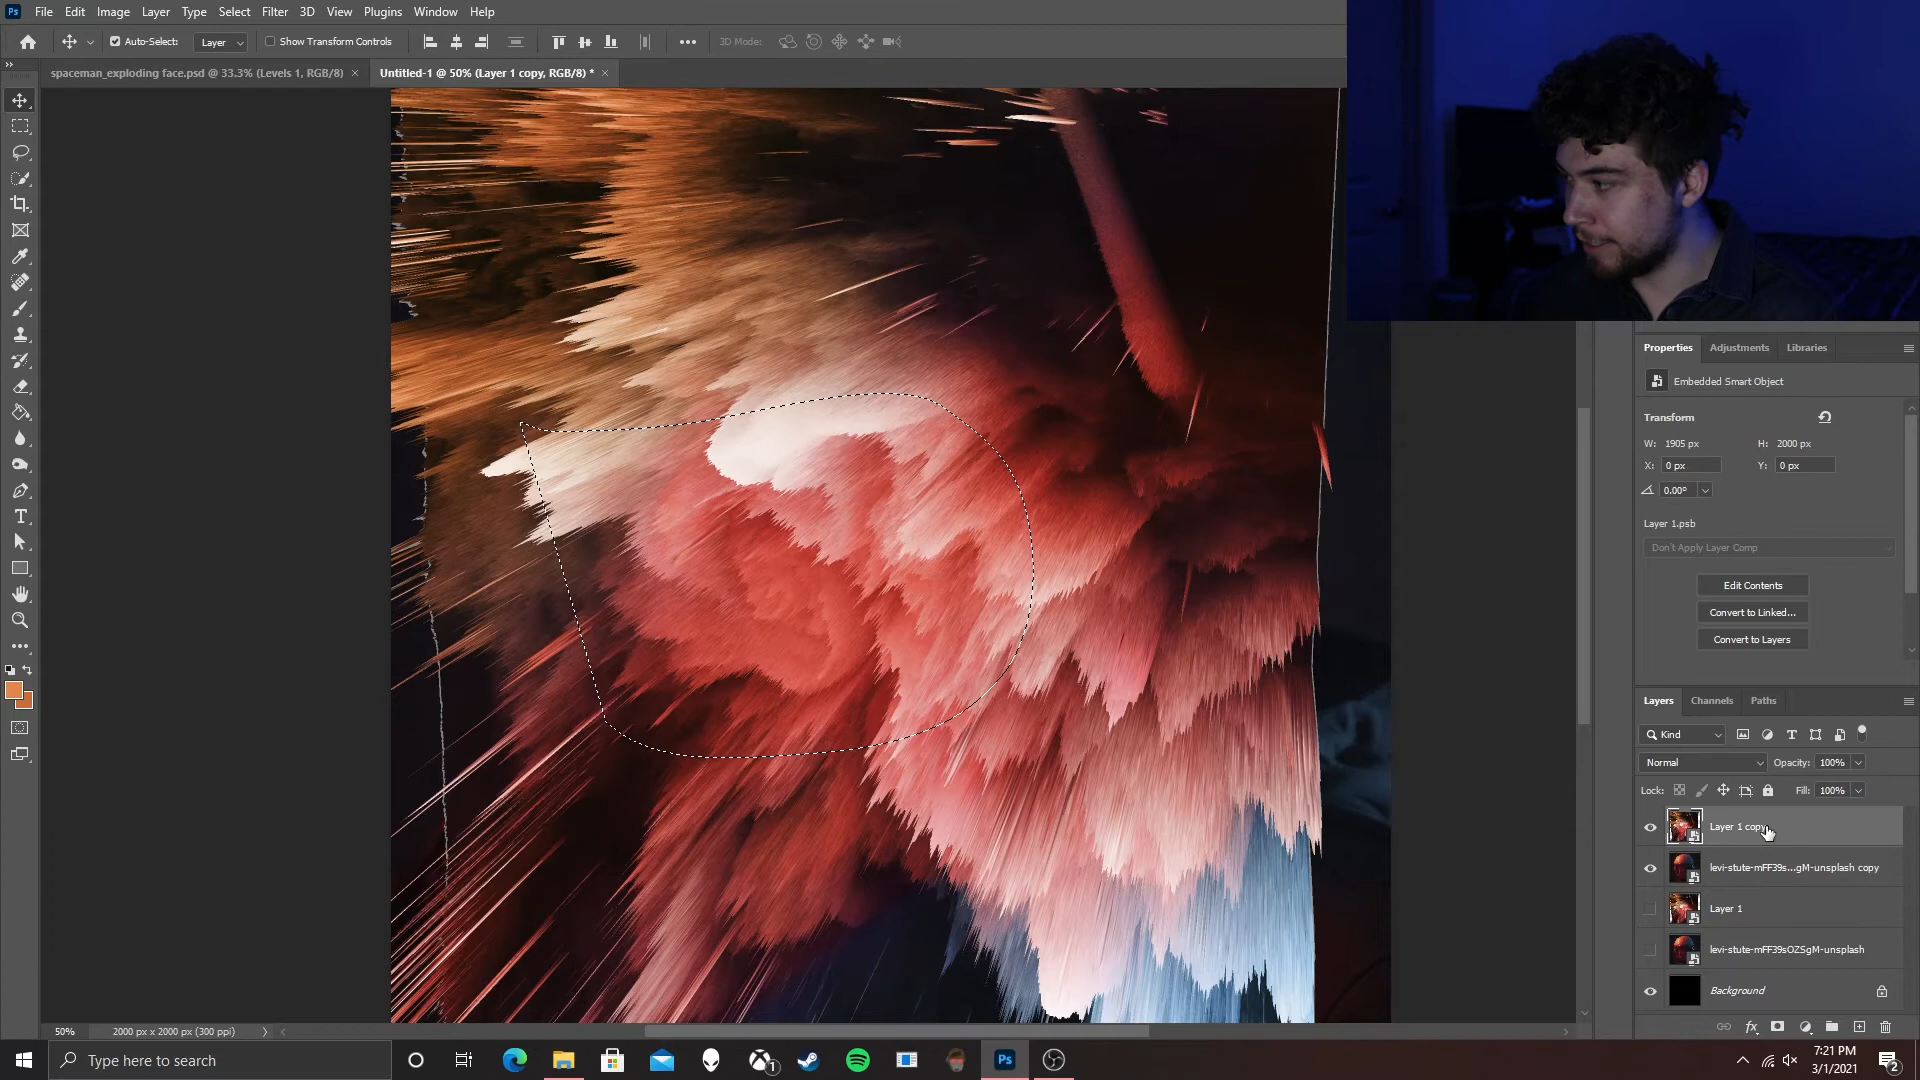 Ps File Edit Image Layer Type Select Filter 3D View Plugins Window Help
Auto-Select: Layer Show Transform Controls 3D Mode:
spaceman_exploding face.psd @ 33.3% (Levels 1, RGB/8) × Untitled-1 @ 50% (Layer 1 copy, RGB/8) * ×
Properties Adjustments Libraries
Embedded Smart Object
Transform
W: 1905 px H: 2000 px
X: 0 px Y: 0 px
0.00°
Layer 1.psb
Don't Apply Layer Comp
Edit Contents
Convert to Linked...
Convert to Layers
Layers Channels Paths
Kind
Normal Opacity: 100%
Lock: Fill: 100%
Layer 1 copy
levi-stute-mFF39s...gM-unsplash copy
Layer 1
levi-stute-mFF39sOZSgM-unsplash
Background
50% 2000 px x 2000 px (300 ppi)
Type here to search
1
Ps
7:21 PM
3/1/2021
2